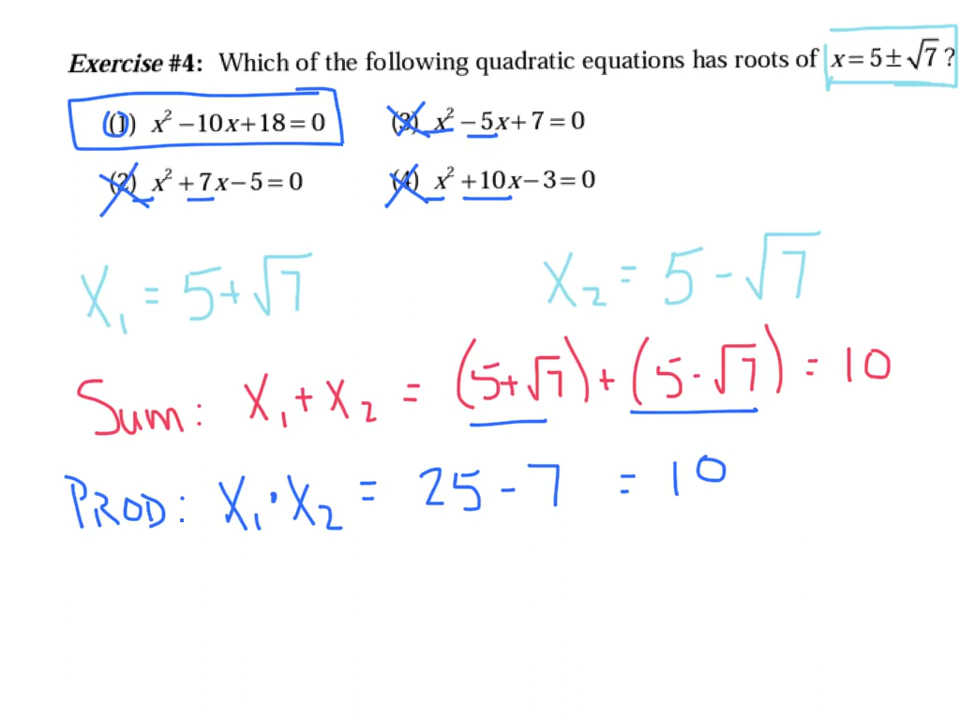 Exercise #4: Which of the following quadratic equations has roots of x = 5 ± √7 ?
(1) x² − 10x + 18 = 0 (3) x² − 5x + 7 = 0
(2) x² + 7x − 5 = 0 (4) x² + 10x − 3 = 0
X₁ = 5 + √7 X₂ = 5 - √7
Sum: X₁ + X₂ = (5 + √7) + (5 - √7) = 10
PROD: X₁ · X₂ = 25 - 7 = 10